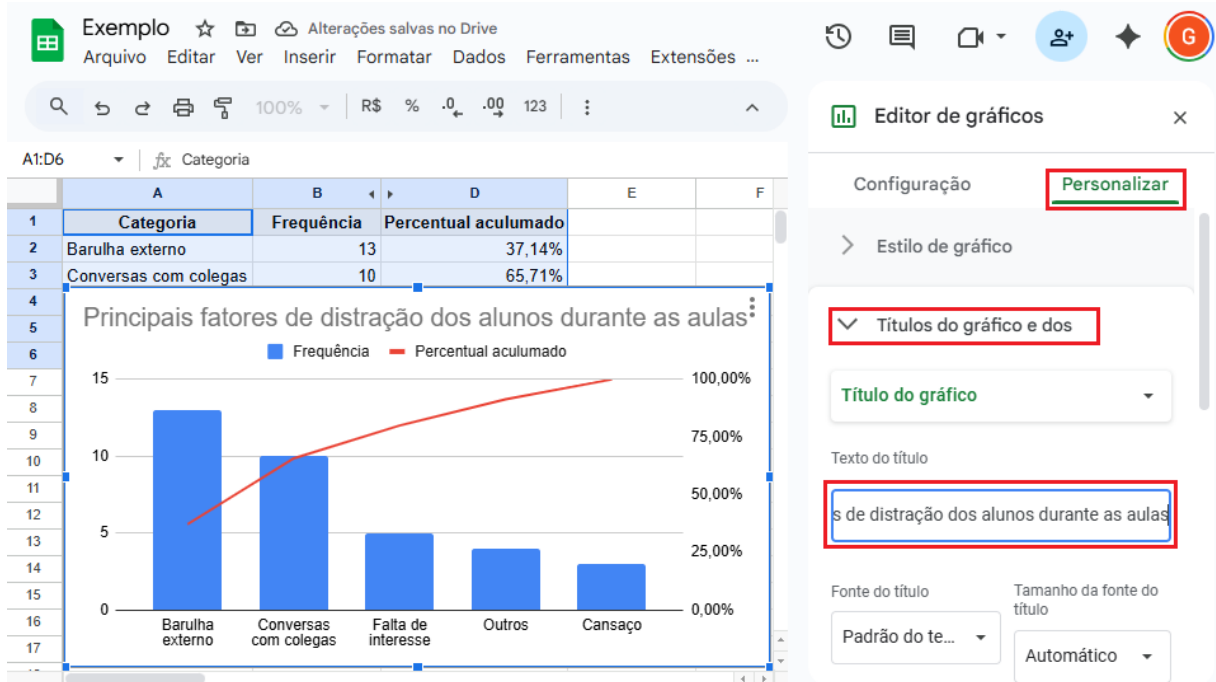 Exemplo Alterações salvas no Drive
Arquivo Editar Ver Inserir Formatar Dados Ferramentas Extensões ...
G
100% R$ % .0 .00 123
A1:D6 fx Categoria
A B D E F
1 Categoria Frequência Percentual aculumado
2 Barulha externo 13 37,14%
3 Conversas com colegas 10 65,71%
4
5
6
7
8
9
10
11
12
13
14
15
16
17
Principais fatores de distração dos alunos durante as aulas
Frequência Percentual aculumado
15 100,00%
75,00%
10
50,00%
5
25,00%
0 0,00%
Barulha externo
Conversas com colegas
Falta de interesse
Outros
Cansaço
Editor de gráficos
Configuração Personalizar
Estilo de gráfico
Títulos do gráfico e dos
Título do gráfico
Texto do título
s de distração dos alunos durante as aulas
Fonte do título
Tamanho da fonte do título
Padrão do te...
Automático